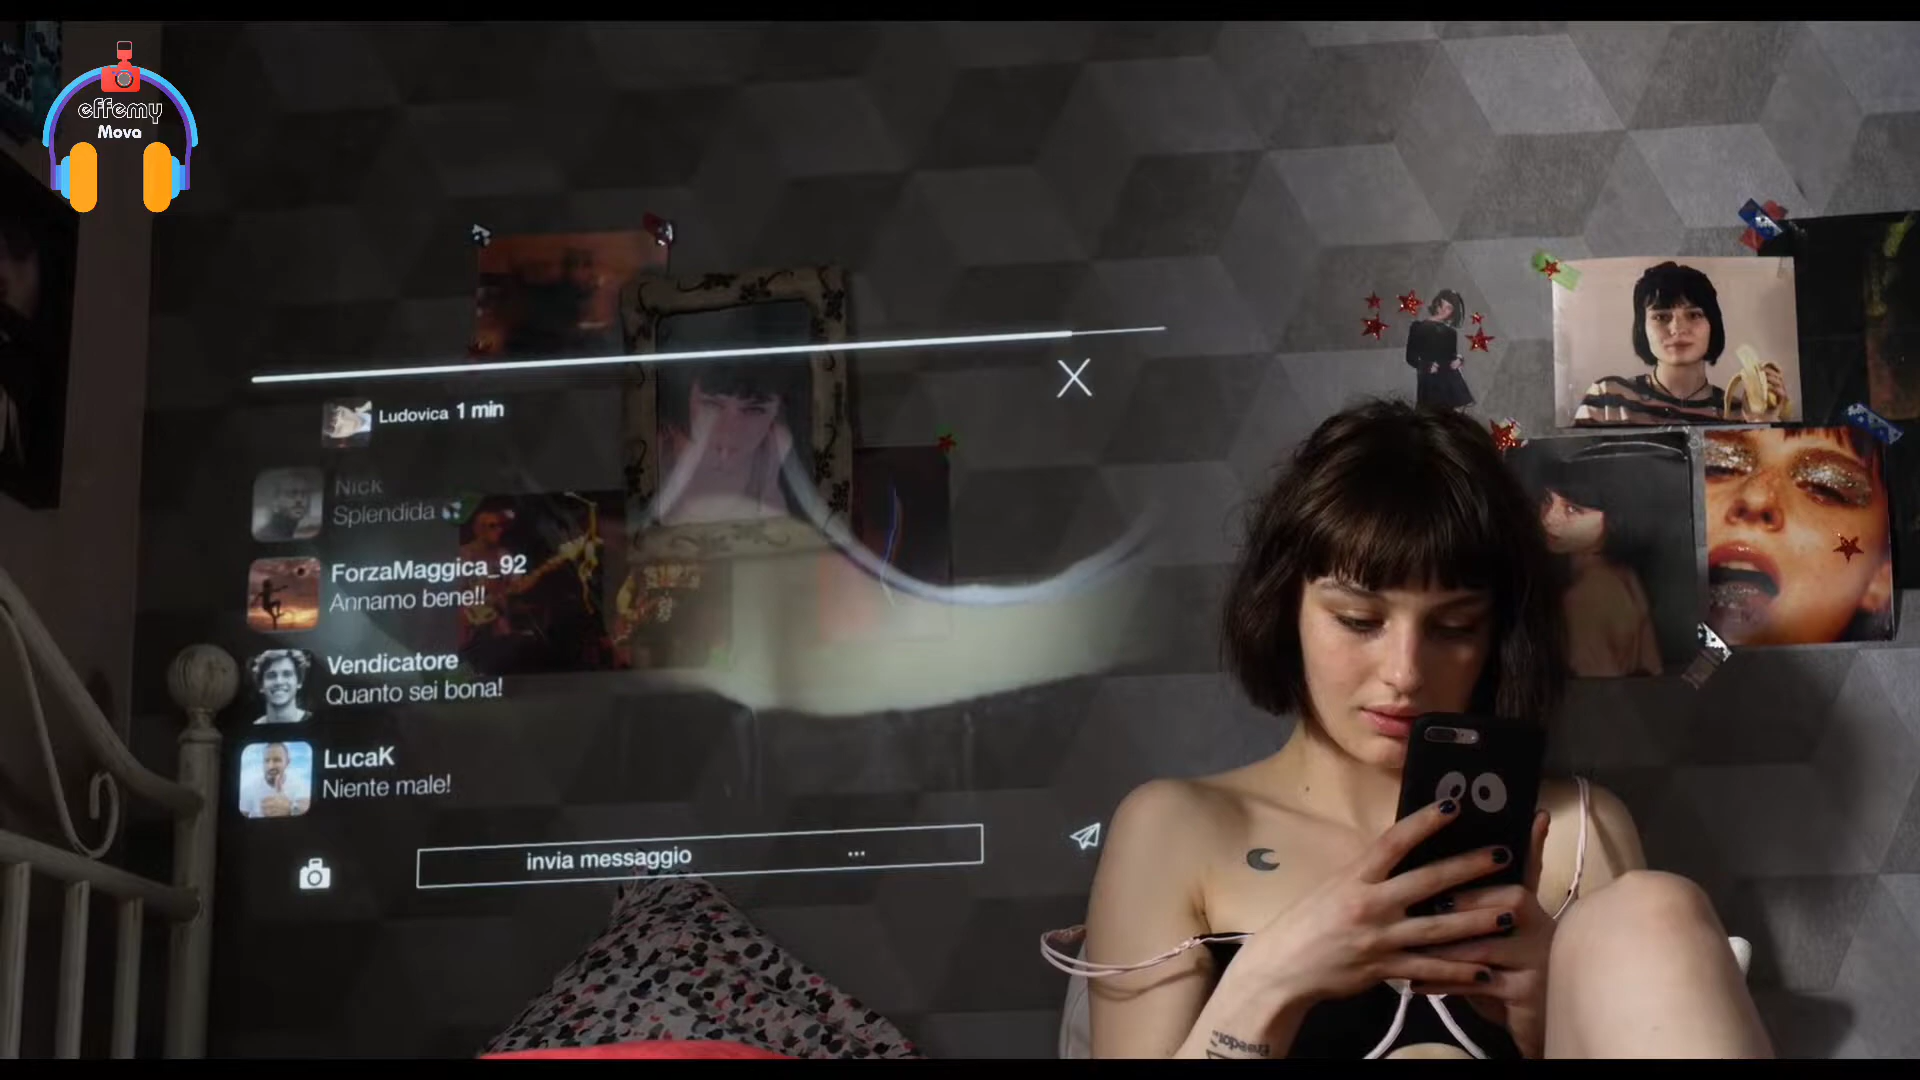 effemy
Mova
Ludovica 1 min
Nick
Splendida
ForzaMaggica_92
Annamo bene!!
Vendicatore
Quanto sei bona!
LucaK
Niente male!
invia messaggio ...